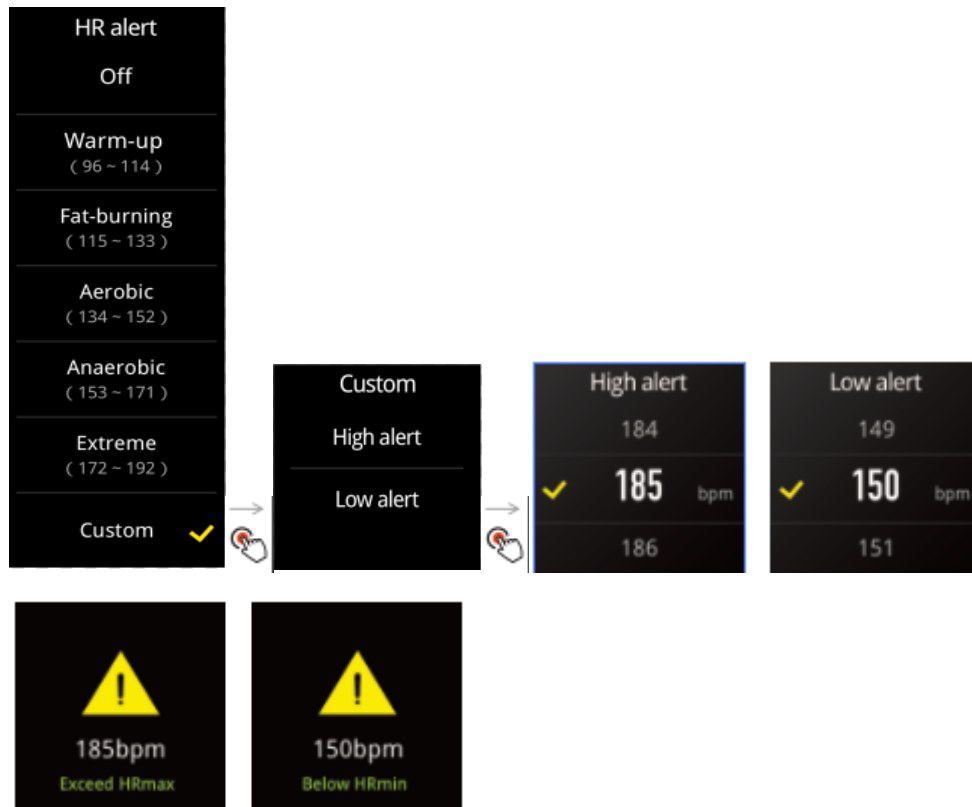 HR alert
Off
Warm-up
( 96 ~ 114 )
Fat-burning
( 115 ~ 133 )
Aerobic
( 134 ~ 152 )
Anaerobic
( 153 ~ 171 )
Extreme
( 172 ~ 192 )
Custom
Custom
High alert
Low alert
High alert
184
185 bpm
186
Low alert
149
150 bpm
151
185bpm
Exceed HRmax
150bpm
Below HRmin